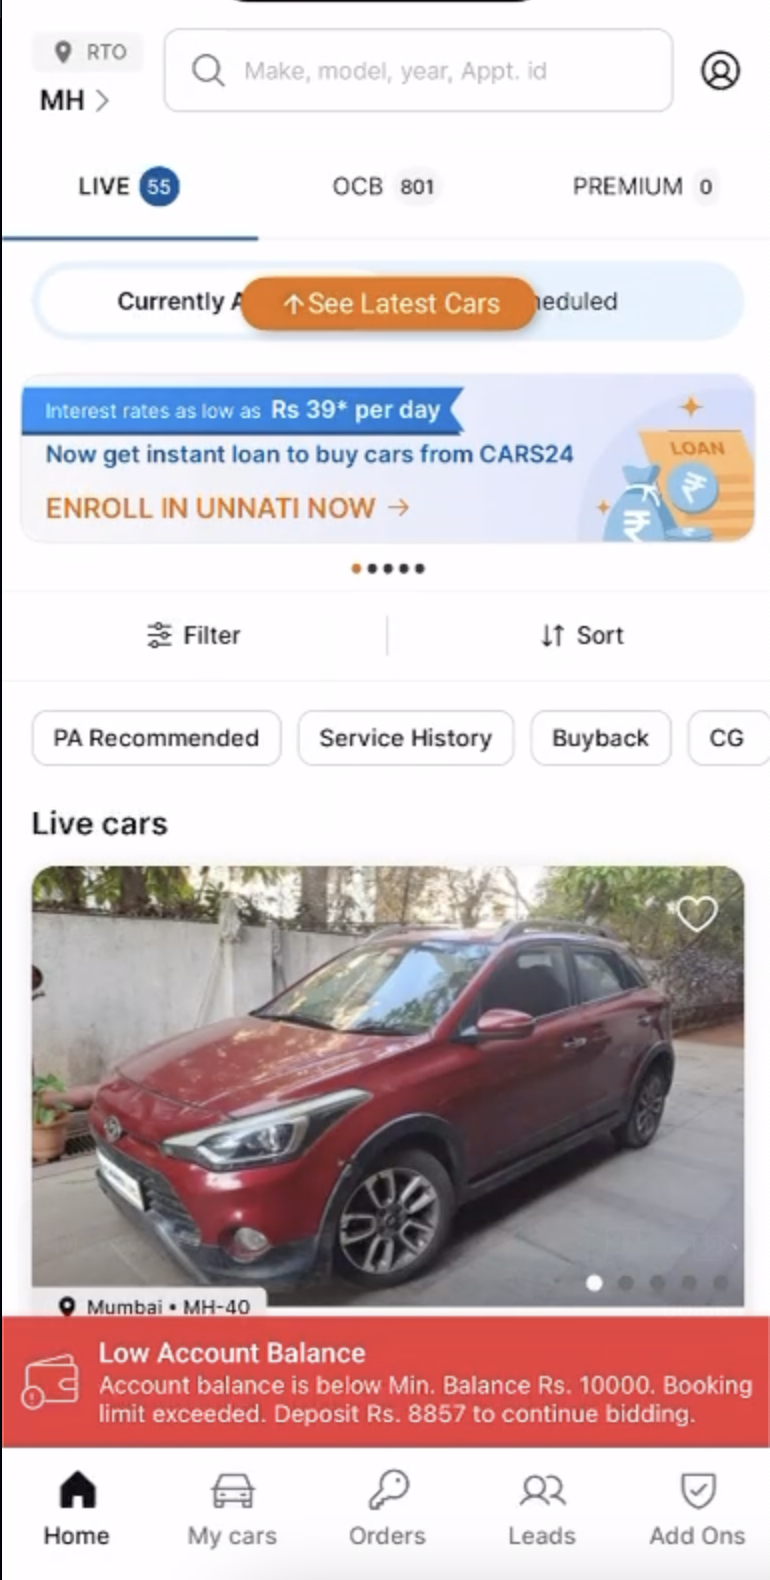 RTO
MH
Make, model, year, Appt. id
LIVE 55
OCB 801
PREMIUM 0
Currently A
↑ See Latest Cars
heduled
Interest rates as low as Rs 39* per day
Now get instant loan to buy cars from CARS24
ENROLL IN UNNATI NOW →
LOAN
₹
₹
Filter
Sort
PA Recommended
Service History
Buyback
CG
Live cars
Mumbai • MH-40
Low Account Balance
Account balance is below Min. Balance Rs. 10000. Booking
limit exceeded. Deposit Rs. 8857 to continue bidding.
Home
My cars
Orders
Leads
Add Ons